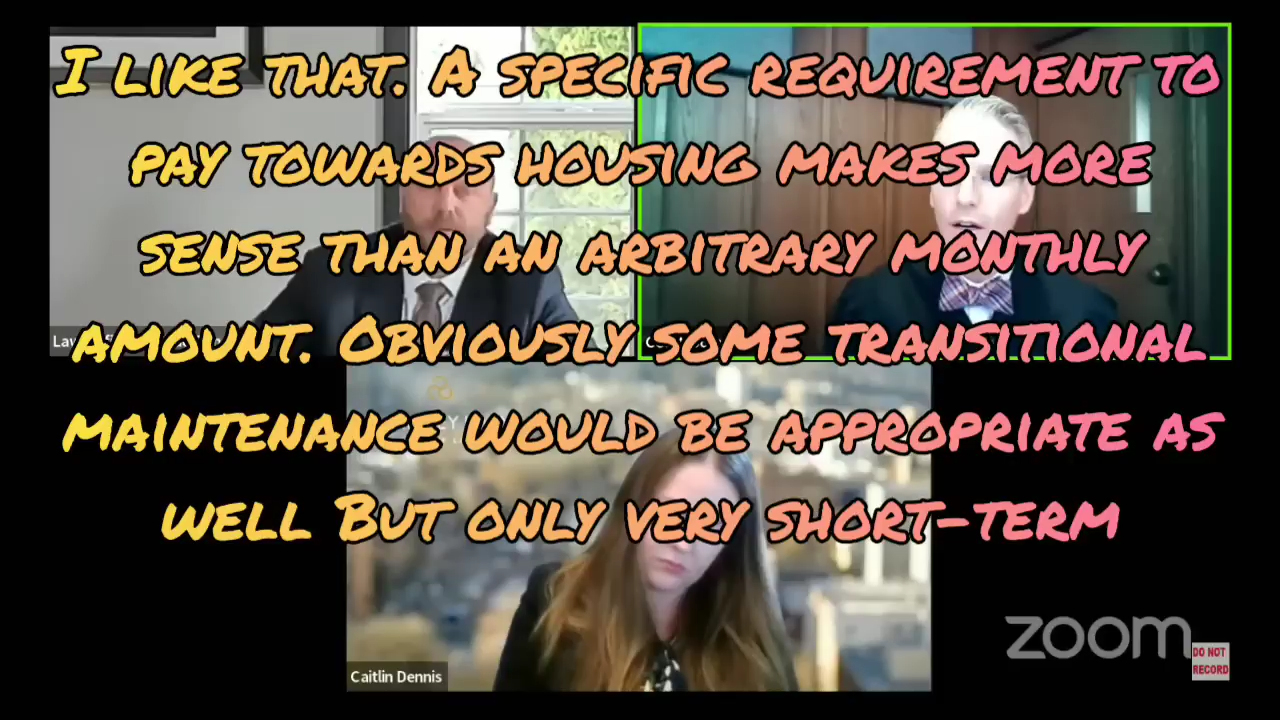 I like that. A specific requirement to
pay towards housing makes more
sense than an arbitrary monthly
amount. Obviously some transitional
maintenance would be appropriate as
well But only very short-term
Caitlin Dennis
zoom
DO NOT
RECORD